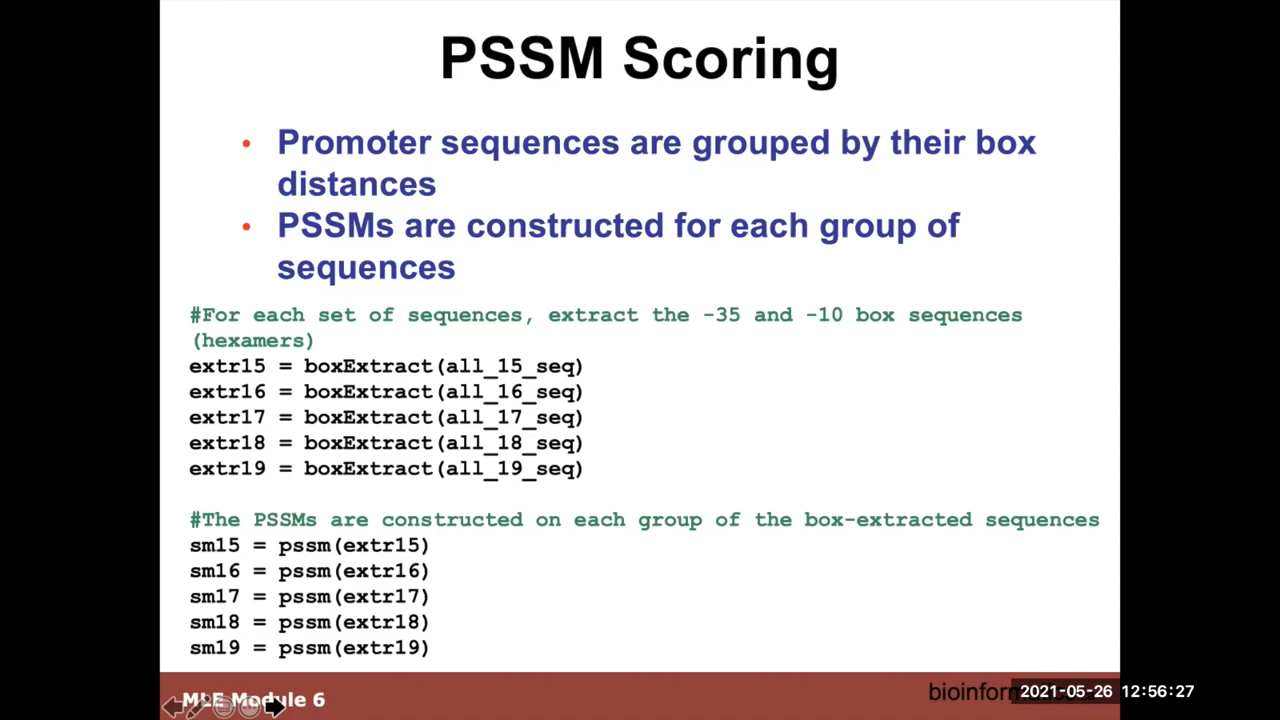 PSSM Scoring
• Promoter sequences are grouped by their box
distances
• PSSMs are constructed for each group of
sequences
#For each set of sequences, extract the -35 and -10 box sequences
(hexamers)
extr15 = boxExtract(all_15_seq)
extr16 = boxExtract(all_16_seq)
extr17 = boxExtract(all_17_seq)
extr18 = boxExtract(all_18_seq)
extr19 = boxExtract(all_19_seq)
#The PSSMs are constructed on each group of the box-extracted sequences
sm15 = pssm(extr15)
sm16 = pssm(extr16)
sm17 = pssm(extr17)
sm18 = pssm(extr18)
sm19 = pssm(extr19)
MLE Module 6
2021-05-26 12:56:27